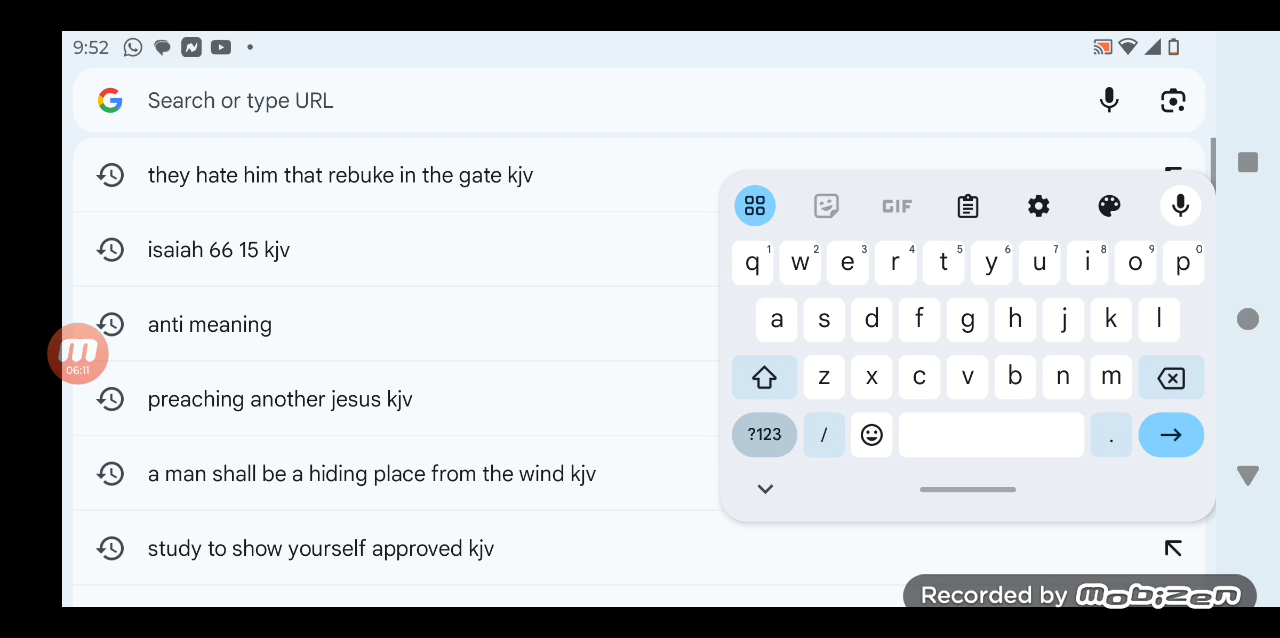 9:52
Search or type URL
they hate him that rebuke in the gate kjv
isaiah 66 15 kjv
anti meaning
preaching another jesus kjv
a man shall be a hiding place from the wind kjv
study to show yourself approved kjv
06:11
GIF
q 1 w 2 e 3 r 4 t 5 y 6 u 7 i 8 o 9 p 0
a s d f g h j k l
z x c v b n m
?123 / .
Recorded by mobizen